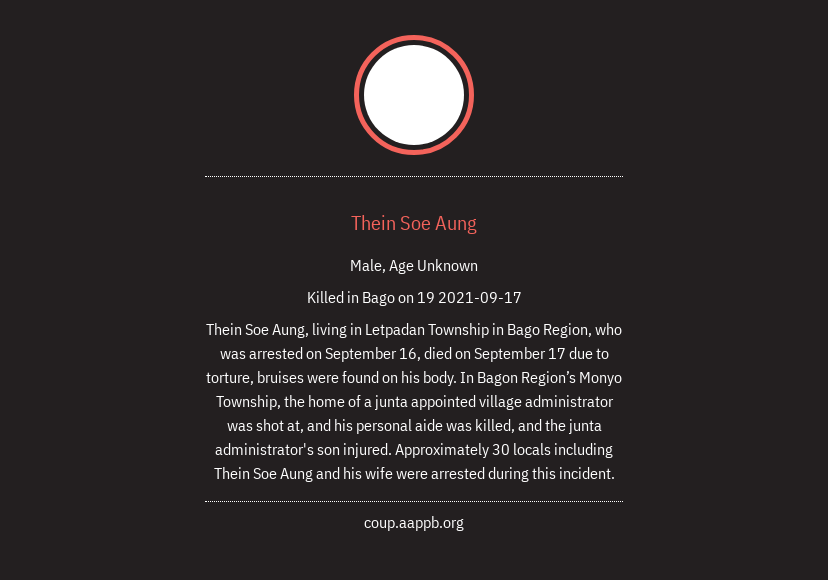 Thein Soe Aung
Male, Age Unknown
Killed in Bago on 19 2021-09-17
Thein Soe Aung, living in Letpadan Township in Bago Region, who
was arrested on September 16, died on September 17 due to
torture, bruises were found on his body. In Bagon Region’s Monyo
Township, the home of a junta appointed village administrator
was shot at, and his personal aide was killed, and the junta
administrator's son injured. Approximately 30 locals including
Thein Soe Aung and his wife were arrested during this incident.
coup.aappb.org